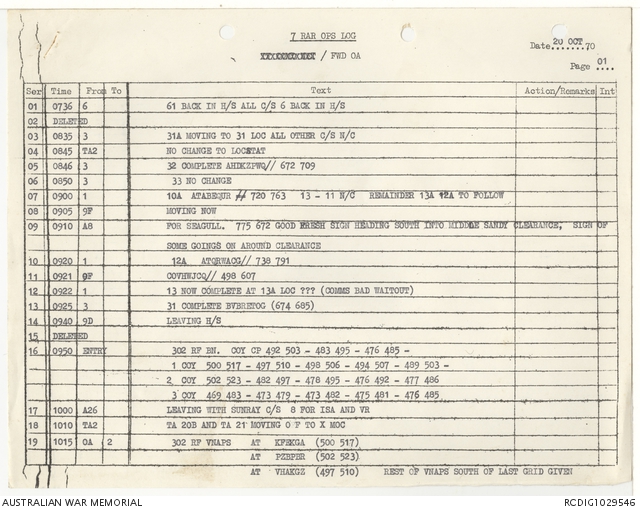 7 RAR OPS LOG
/ FWD OA
Date 20 OCT 70
Page 01
Ser Time From To Text Action/Remarks Int
01 0736 6 61 BACK IN H/S ALL C/S 6 BACK IN H/S
02 DELETED
03 0835 3 31A MOVING TO 31 LOC ALL OTHER C/S N/C
04 0845 TA2 NO CHANGE TO LOCSTAT
05 0846 3 32 COMPLETE AHDKZPWQ// 672 709
06 0850 3 33 NO CHANGE
07 0900 1 10A ATABEQUR // 720 763 13 - 11 N/C REMAINDER 13A 12A TO FOLLOW
08 0905 9F MOVING NOW
09 0910 A8 FOR SEAGULL. 775 672 GOOD FRESH SIGN HEADING SOUTH INTO MIDDLE SANDY CLEARANCE, SIGN OF
SOME GOINGS ON AROUND CLEARANCE
10 0920 1 12A ATQRWACG// 738 791
11 0921 9F COVHWJCQ// 498 607
12 0922 1 13 NOW COMPLETE AT 13A LOC ??? (COMMS BAD WAITOUT)
13 0925 3 31 COMPLETE BVBRETOG (674 685)
14 0940 9D LEAVING H/S
15 DELETED
16 0950 ENTRY 302 RF BN. COY CP 492 503 - 483 495 - 476 485 -
1 COY 500 517 - 497 510 - 498 506 - 494 507 - 489 503 -
2 COY 502 523 - 482 497 - 478 495 - 476 492 - 477 486
3 COY 469 483 - 473 479 - 473 482 - 475 481 - 476 485
17 1000 A26 LEAVING WITH SUNRAY C/S 8 FOR ISA AND VR
18 1010 TA2 TA 20B AND TA 21 MOVING O F TO X MOC
19 1015 OA 2 302 RF VNAPS AT KFEKGA (500 517)
AT PZBPBR (502 523)
AT VHAKGZ (497 510) REST OF VNAPS SOUTH OF LAST GRID GIVEN
AUSTRALIAN WAR MEMORIAL RCDIG1029546